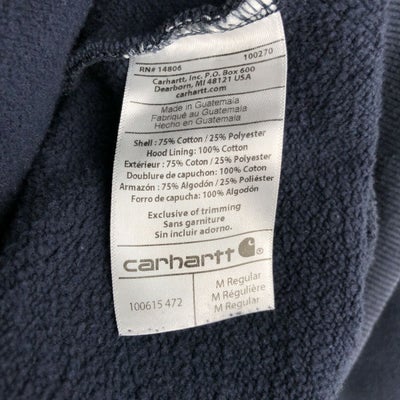 RN# 14806 100270
Carhartt, Inc. P.O. Box 600
Dearborn, MI 48121 USA
carhartt.com
Made in Guatemala
Fabriqué au Guatemala
Hecho en Guatemala
Shell: 75% Cotton / 25% Polyester
Hood Lining: 100% Cotton
Extérieur : 75% Coton / 25% Polyester
Doublure de capuchon: 100% Coton
Armazón : 75% Algodón / 25% Poliéster
Forro de capucha: 100% Algodón
Exclusive of trimming
Sans garniture
Sin incluir adorno.
carhartt
100615 472
M Regular
M Régulière
M Regular